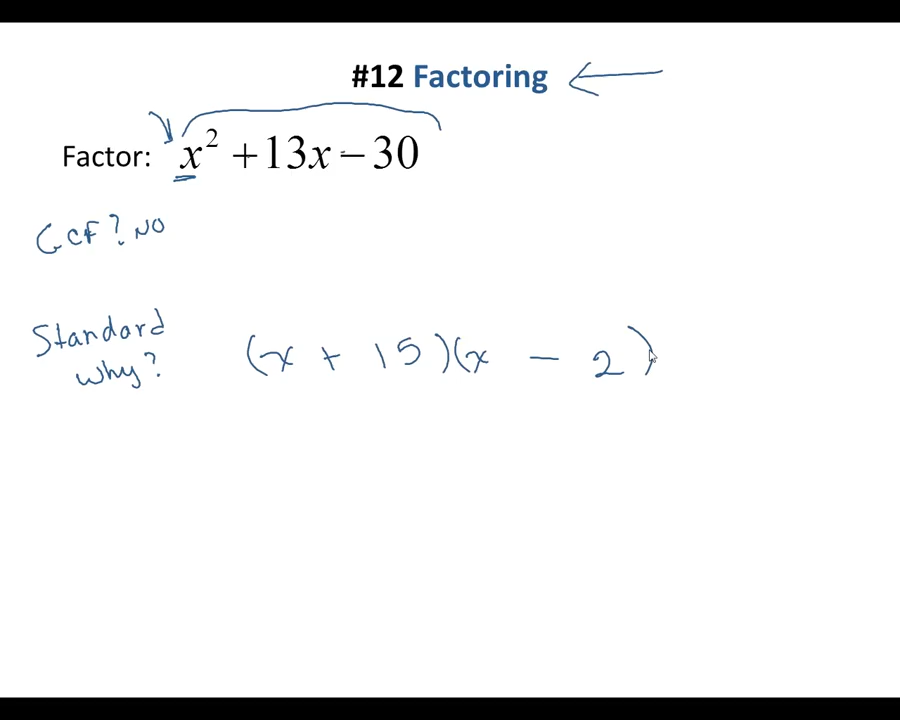 #12 Factoring
Factor: x² + 13x − 30
GCF? NO
Standard
why?
(x + 15)(x − 2)